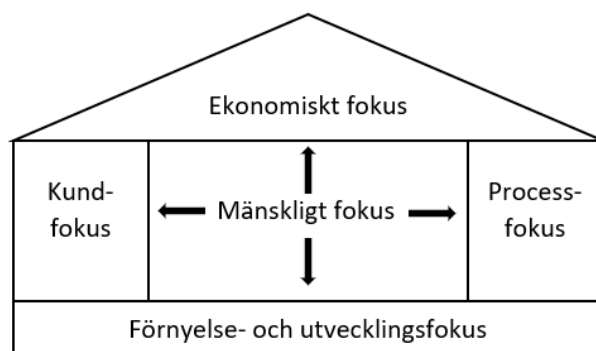 Ekonomiskt fokus
Kund-
fokus
Mänskligt fokus
Process-
fokus
Förnyelse- och utvecklingsfokus